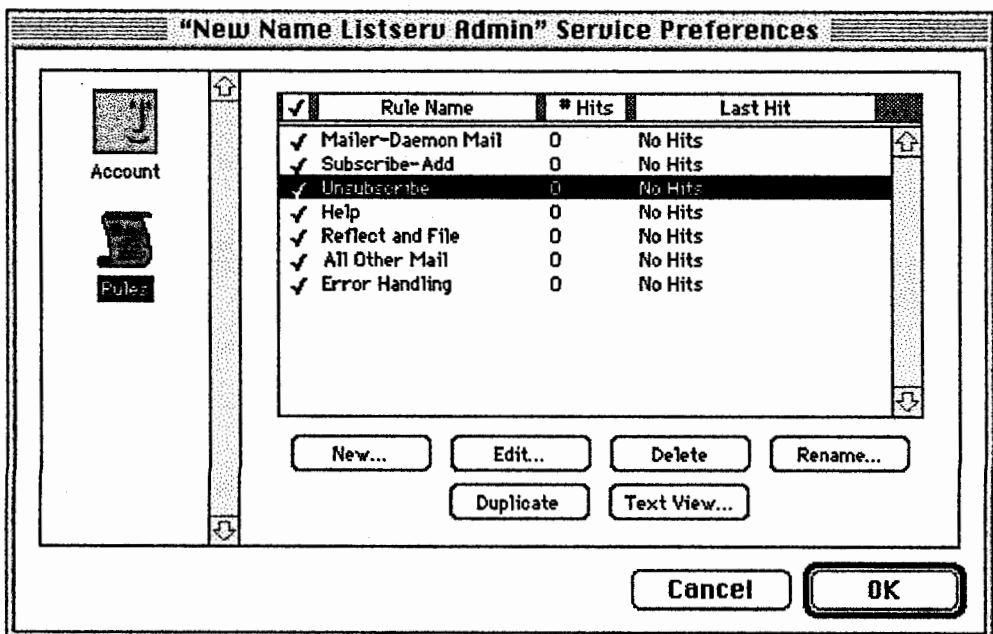 "New Name Listserv Admin" Service Preferences
Account
Rules
✓ Rule Name # Hits Last Hit
✓ Mailer-Daemon Mail 0 No Hits
✓ Subscribe-Add 0 No Hits
✓ Unsubscribe 0 No Hits
✓ Help 0 No Hits
✓ Reflect and File 0 No Hits
✓ All Other Mail 0 No Hits
✓ Error Handling 0 No Hits
New... Edit... Delete Rename...
Duplicate Text View...
Cancel OK